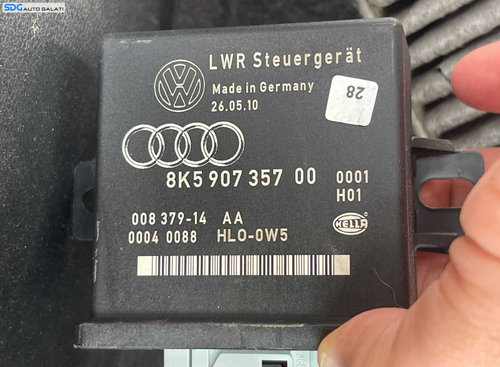 SDG AUTO GALATI
LWR Steuergerät
Made in Germany
26.05.10
28
8K5 907 357 00 0001
H01
008 379-14 AA
0004 0088 HLO-0W5
HELLA